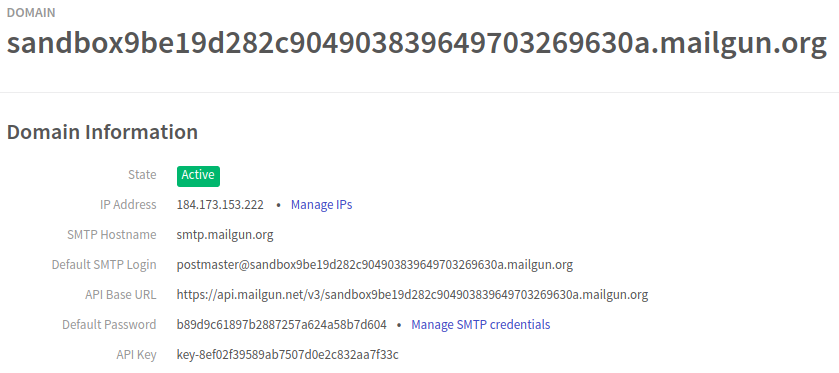 DOMAIN
sandbox9be19d282c904903839649703269630a.mailgun.org
Domain Information
State Active
IP Address 184.173.153.222 • Manage IPs
SMTP Hostname smtp.mailgun.org
Default SMTP Login postmaster@sandbox9be19d282c904903839649703269630a.mailgun.org
API Base URL https://api.mailgun.net/v3/sandbox9be19d282c904903839649703269630a.mailgun.org
Default Password b89d9c61897b2887257a624a58b7d604 • Manage SMTP credentials
API Key key-8ef02f39589ab7507d0e2c832aa7f33c